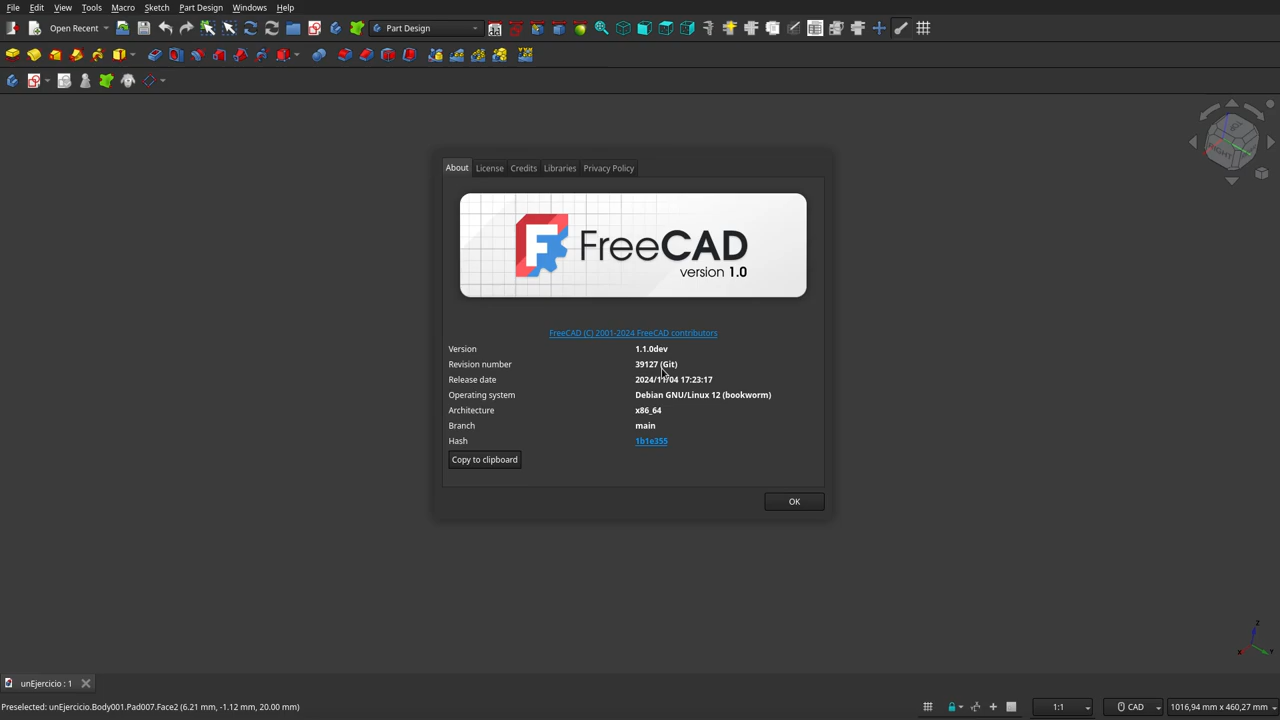 File Edit View Tools Macro Sketch Part Design Windows Help
Open Recent Part Design
About License Credits Libraries Privacy Policy
FreeCAD
version 1.0
FreeCAD (C) 2001-2024 FreeCAD contributors
Version 1.1.0dev
Revision number 39127 (Git)
Release date 2024/11/04 17:23:17
Operating system Debian GNU/Linux 12 (bookworm)
Architecture x86_64
Branch main
Hash 1b1e355
Copy to clipboard
OK
RIGHT
Z
X
Y
unEjercicio : 1
Preselected: unEjercicio.Body001.Pad007.Face2 (6.21 mm, -1.12 mm, 20.00 mm) 1:1 CAD 1016,94 mm x 460,27 mm